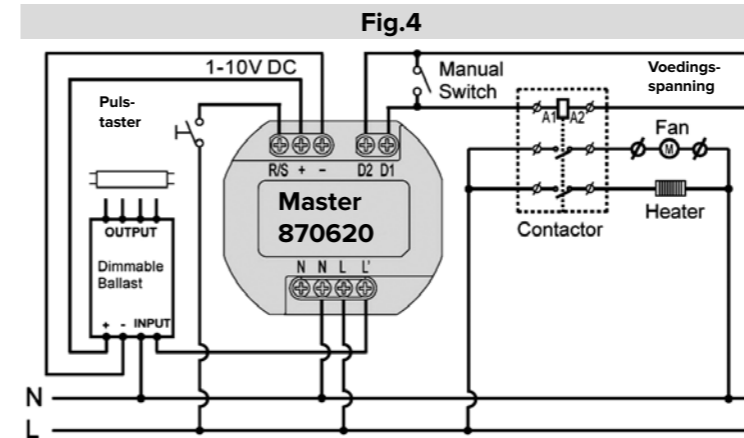 Fig.4
1-10V DC
Manual
Switch
Voedings-
spanning
Puls-
taster
A1 A2
Fan
M
R/S + − D2 D1
Master
870620
Heater
Contactor
OUTPUT
Dimmable
Ballast
+ - INPUT
N N L L'
N
L